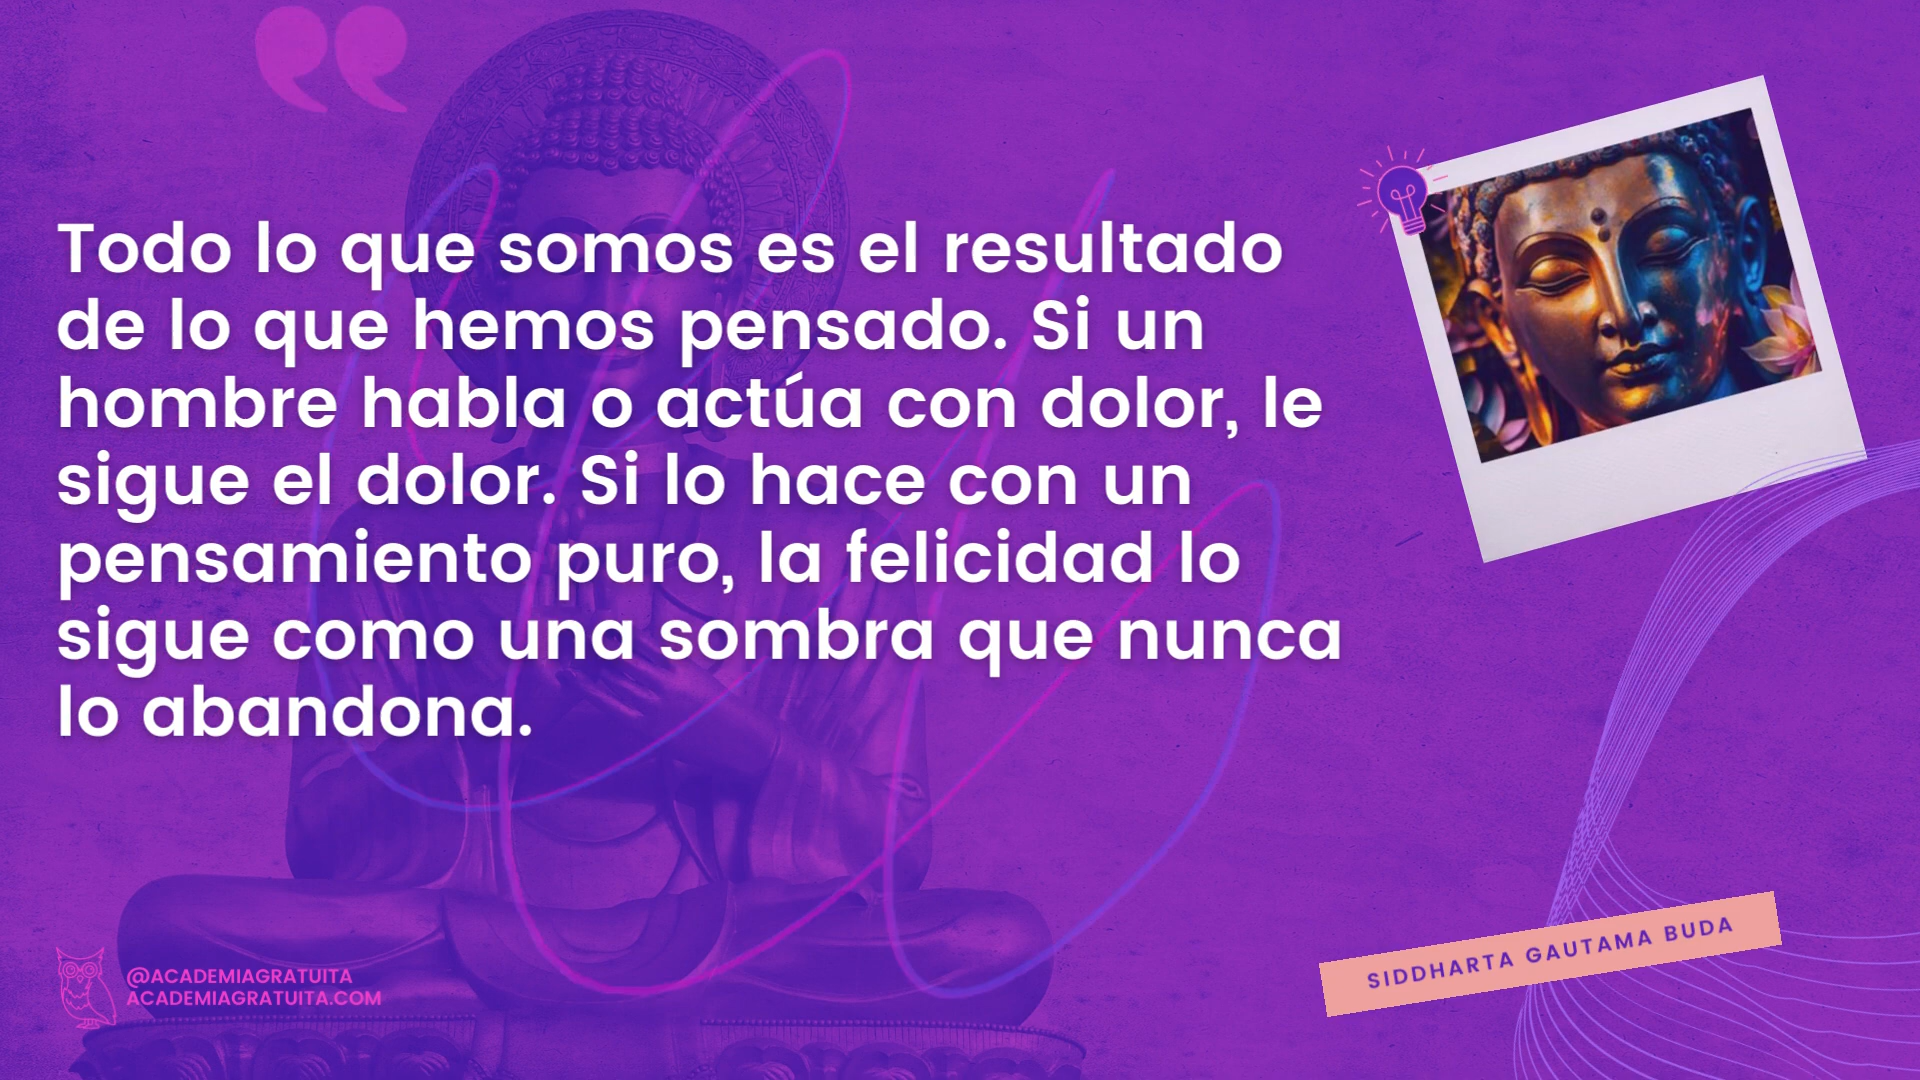 Todo lo que somos es el resultado
de lo que hemos pensado. Si un
hombre habla o actúa con dolor, le
sigue el dolor. Si lo hace con un
pensamiento puro, la felicidad lo
sigue como una sombra que nunca
lo abandona.
SIDDHARTA GAUTAMA BUDA
@ACADEMIAGRATUITA
ACADEMIAGRATUITA.COM